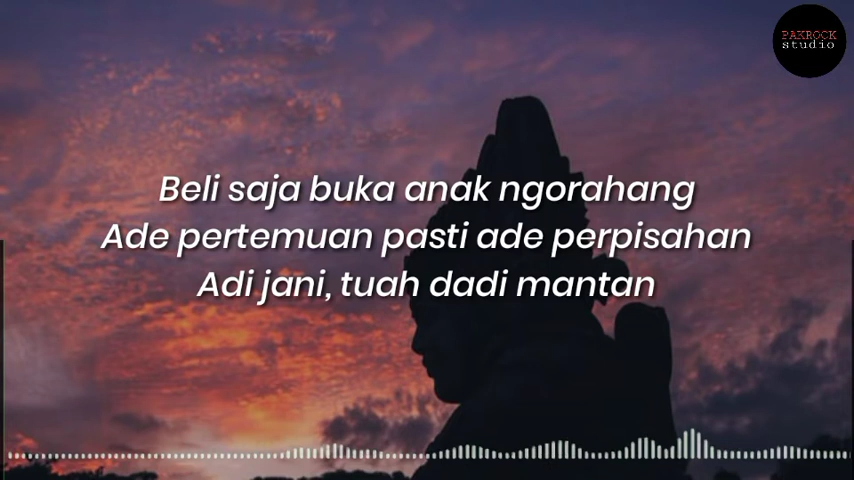 PAKROCK
studio
Beli saja buka anak ngorahang
Ade pertemuan pasti ade perpisahan
Adi jani, tuah dadi mantan